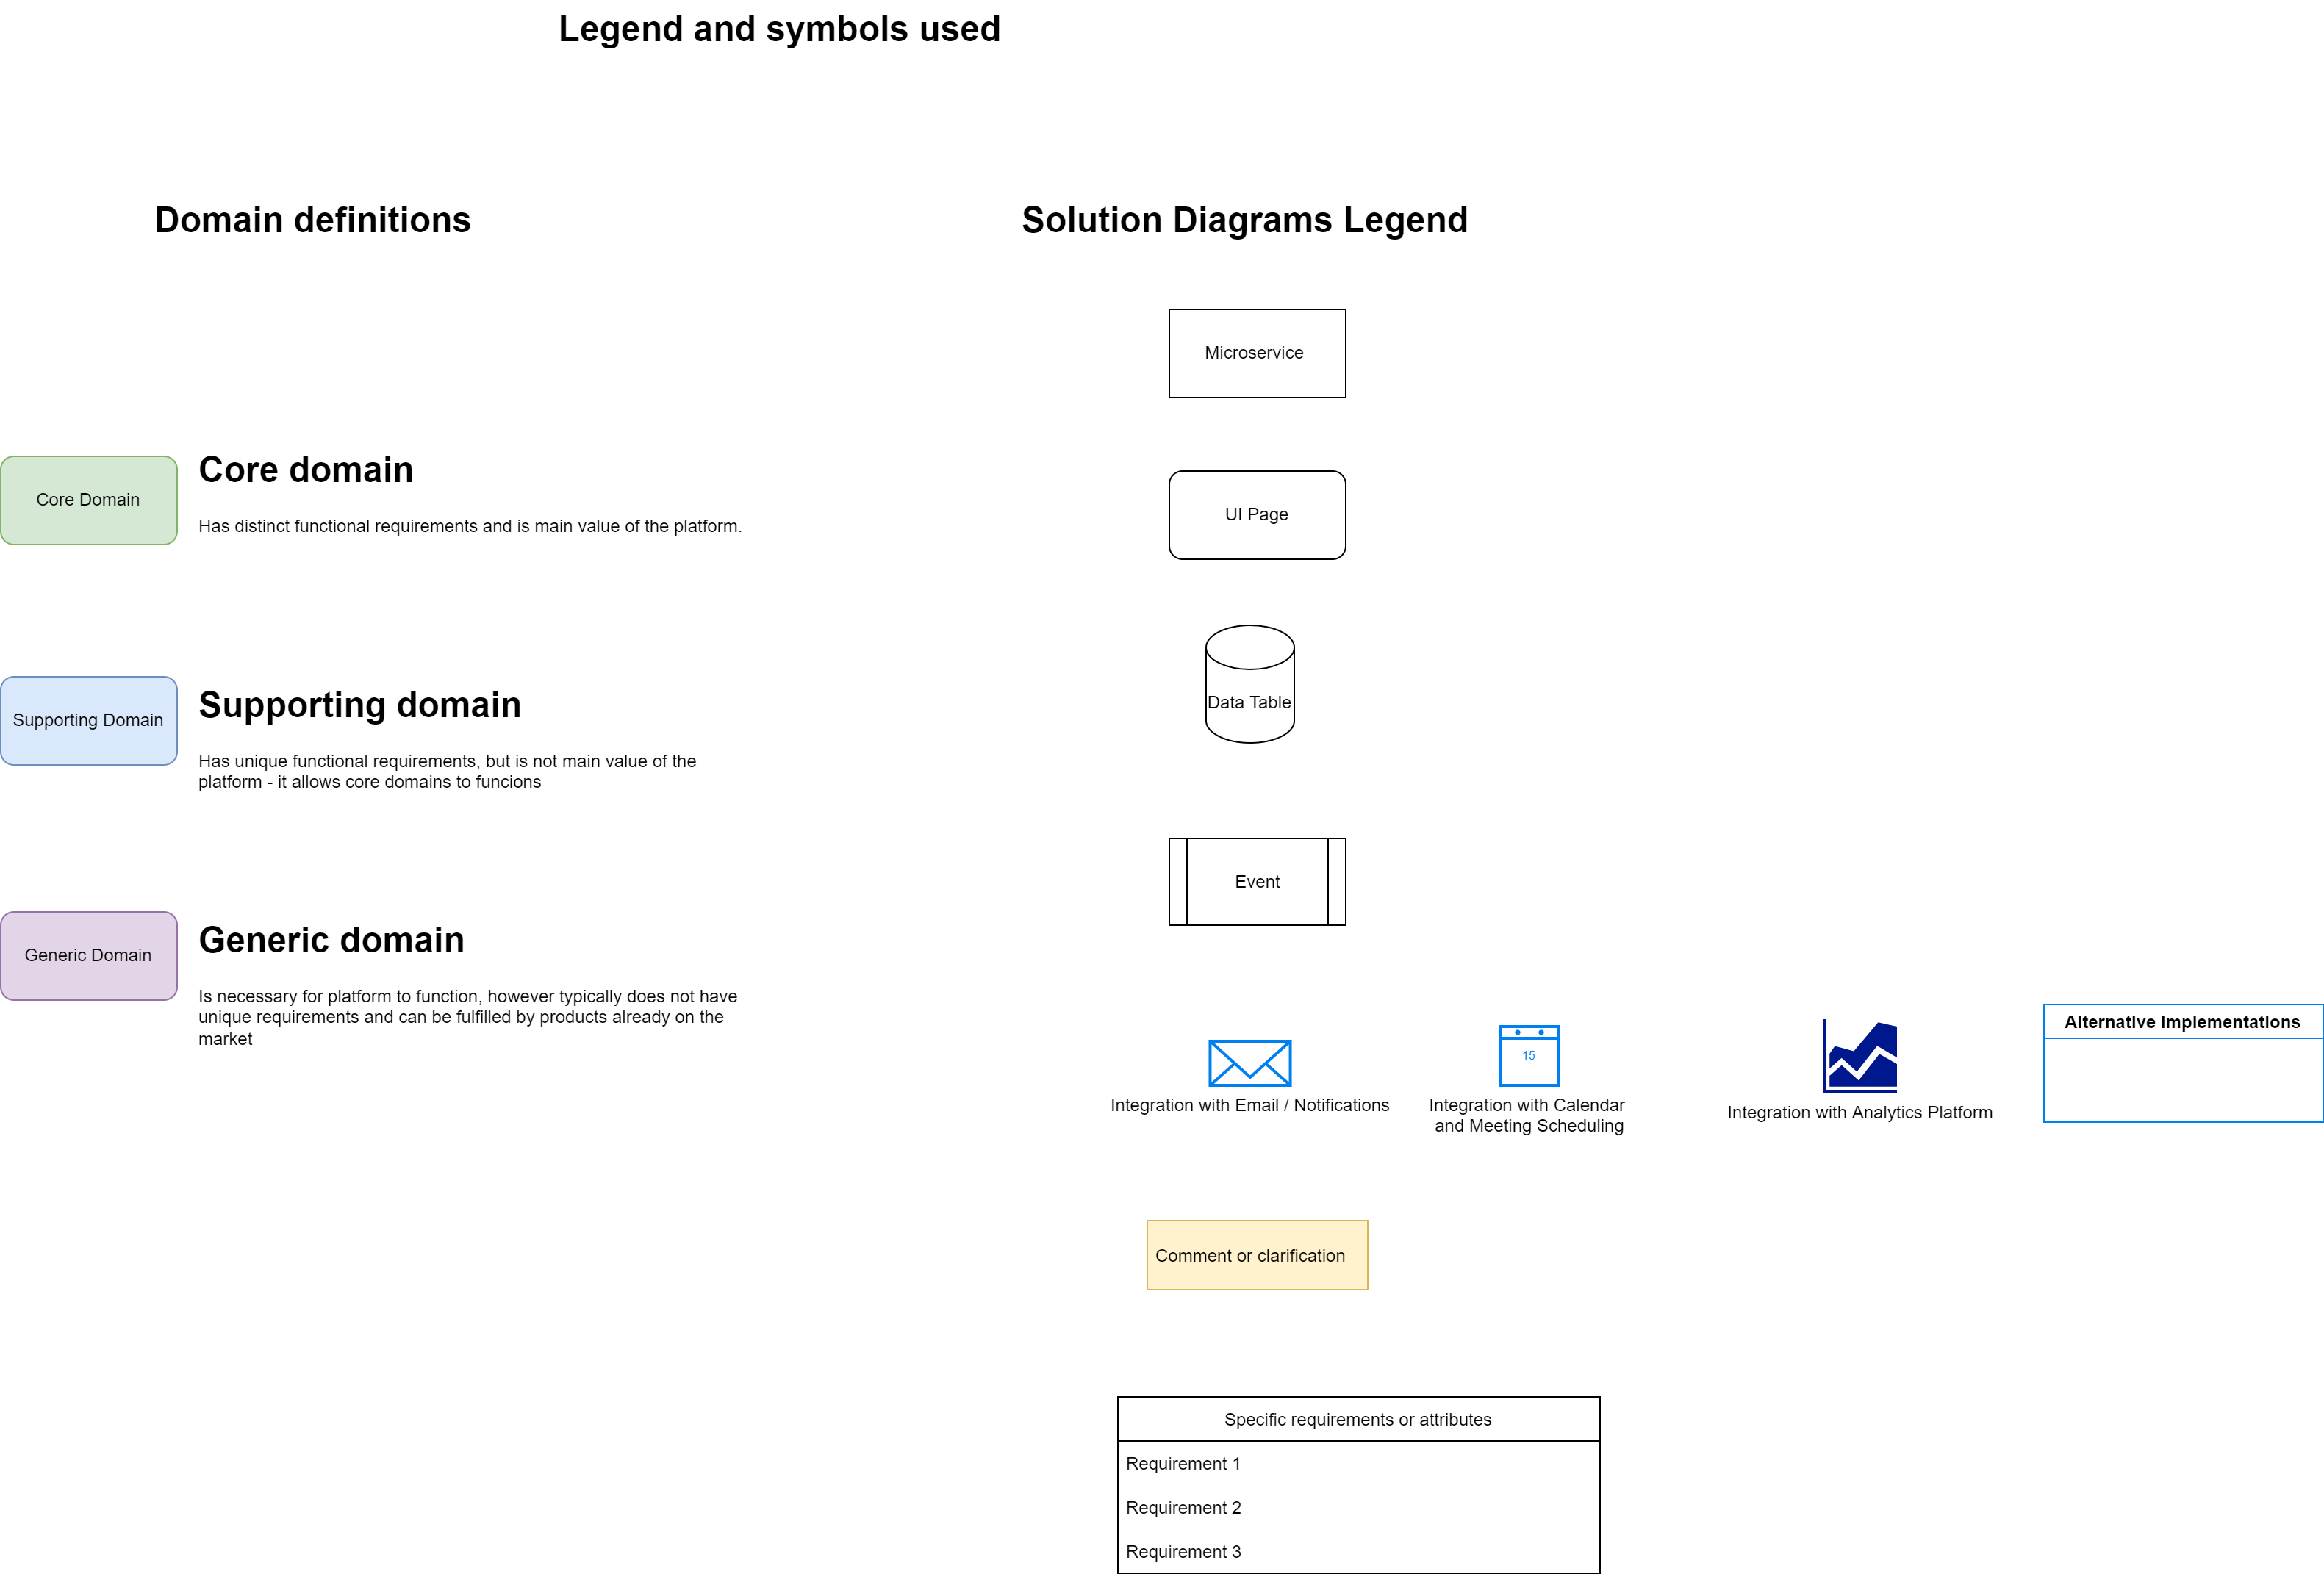 Legend and symbols used
Domain definitions
Core Domain
Core domain
Has distinct functional requirements and is main value of the platform.
Supporting Domain
Supporting domain
Has unique functional requirements, but is not main value of the
platform - it allows core domains to funcions
Generic Domain
Generic domain
Is necessary for platform to function, however typically does not have
unique requirements and can be fulfilled by products already on the
market
Solution Diagrams Legend
Microservice
UI Page
Data Table
Event
Integration with Email / Notifications
15
Integration with Calendar
and Meeting Scheduling
Integration with Analytics Platform
Alternative Implementations
Comment or clarification
Specific requirements or attributes
Requirement 1
Requirement 2
Requirement 3